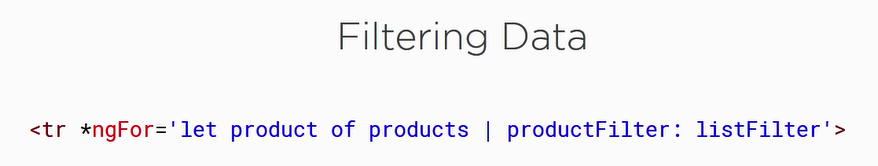 Filtering Data
<tr *ngFor='let product of products | productFilter: listFilter'>